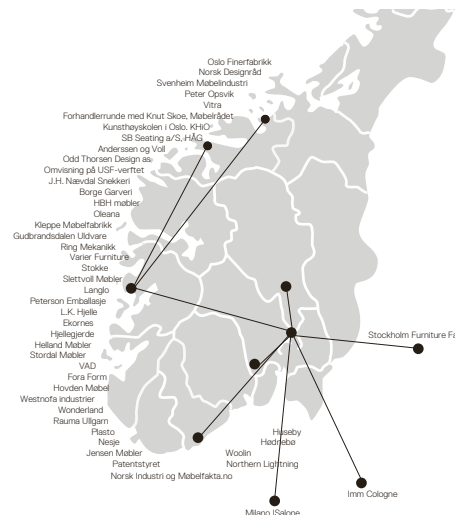 Oslo Finerfabrikk
Norsk Designråd
Svenheim Møbelindustri
Peter Opsvik
Vitra
Forhandlerrunde med Knut Skoe, Møbelrådet
Kunsthøyskolen i Oslo. KHiO
SB Seating a/S, HÅG
Anderssen og Voll
Odd Thorsen Design as.
Omvisning på USF-verftet
J.H. Nævdal Snekkeri
Borge Garveri
HBH møbler
Oleana
Kleppe Møbelfabrikk
Gudbrandsdalen Uldvare
Ring Mekanikk
Varier Furniture
Stokke
Slettvoll Møbler
Langlo
Peterson Emballasje
L.K. Hjelle
Ekornes
Hjellegjerde
Helland Møbler
Stordal Møbler
VAD
Fora Form
Hovden Møbel
Westnofa industrier
Wonderland
Rauma Ullgarn
Plasto
Nesje
Jensen Møbler
Patentstyret
Norsk Industri og Møbelfakta.no
Huseby
Hødnebø
Woolin
Northern Lightning
Stockholm Furniture Fa
Imm Cologne
Milano ISalone